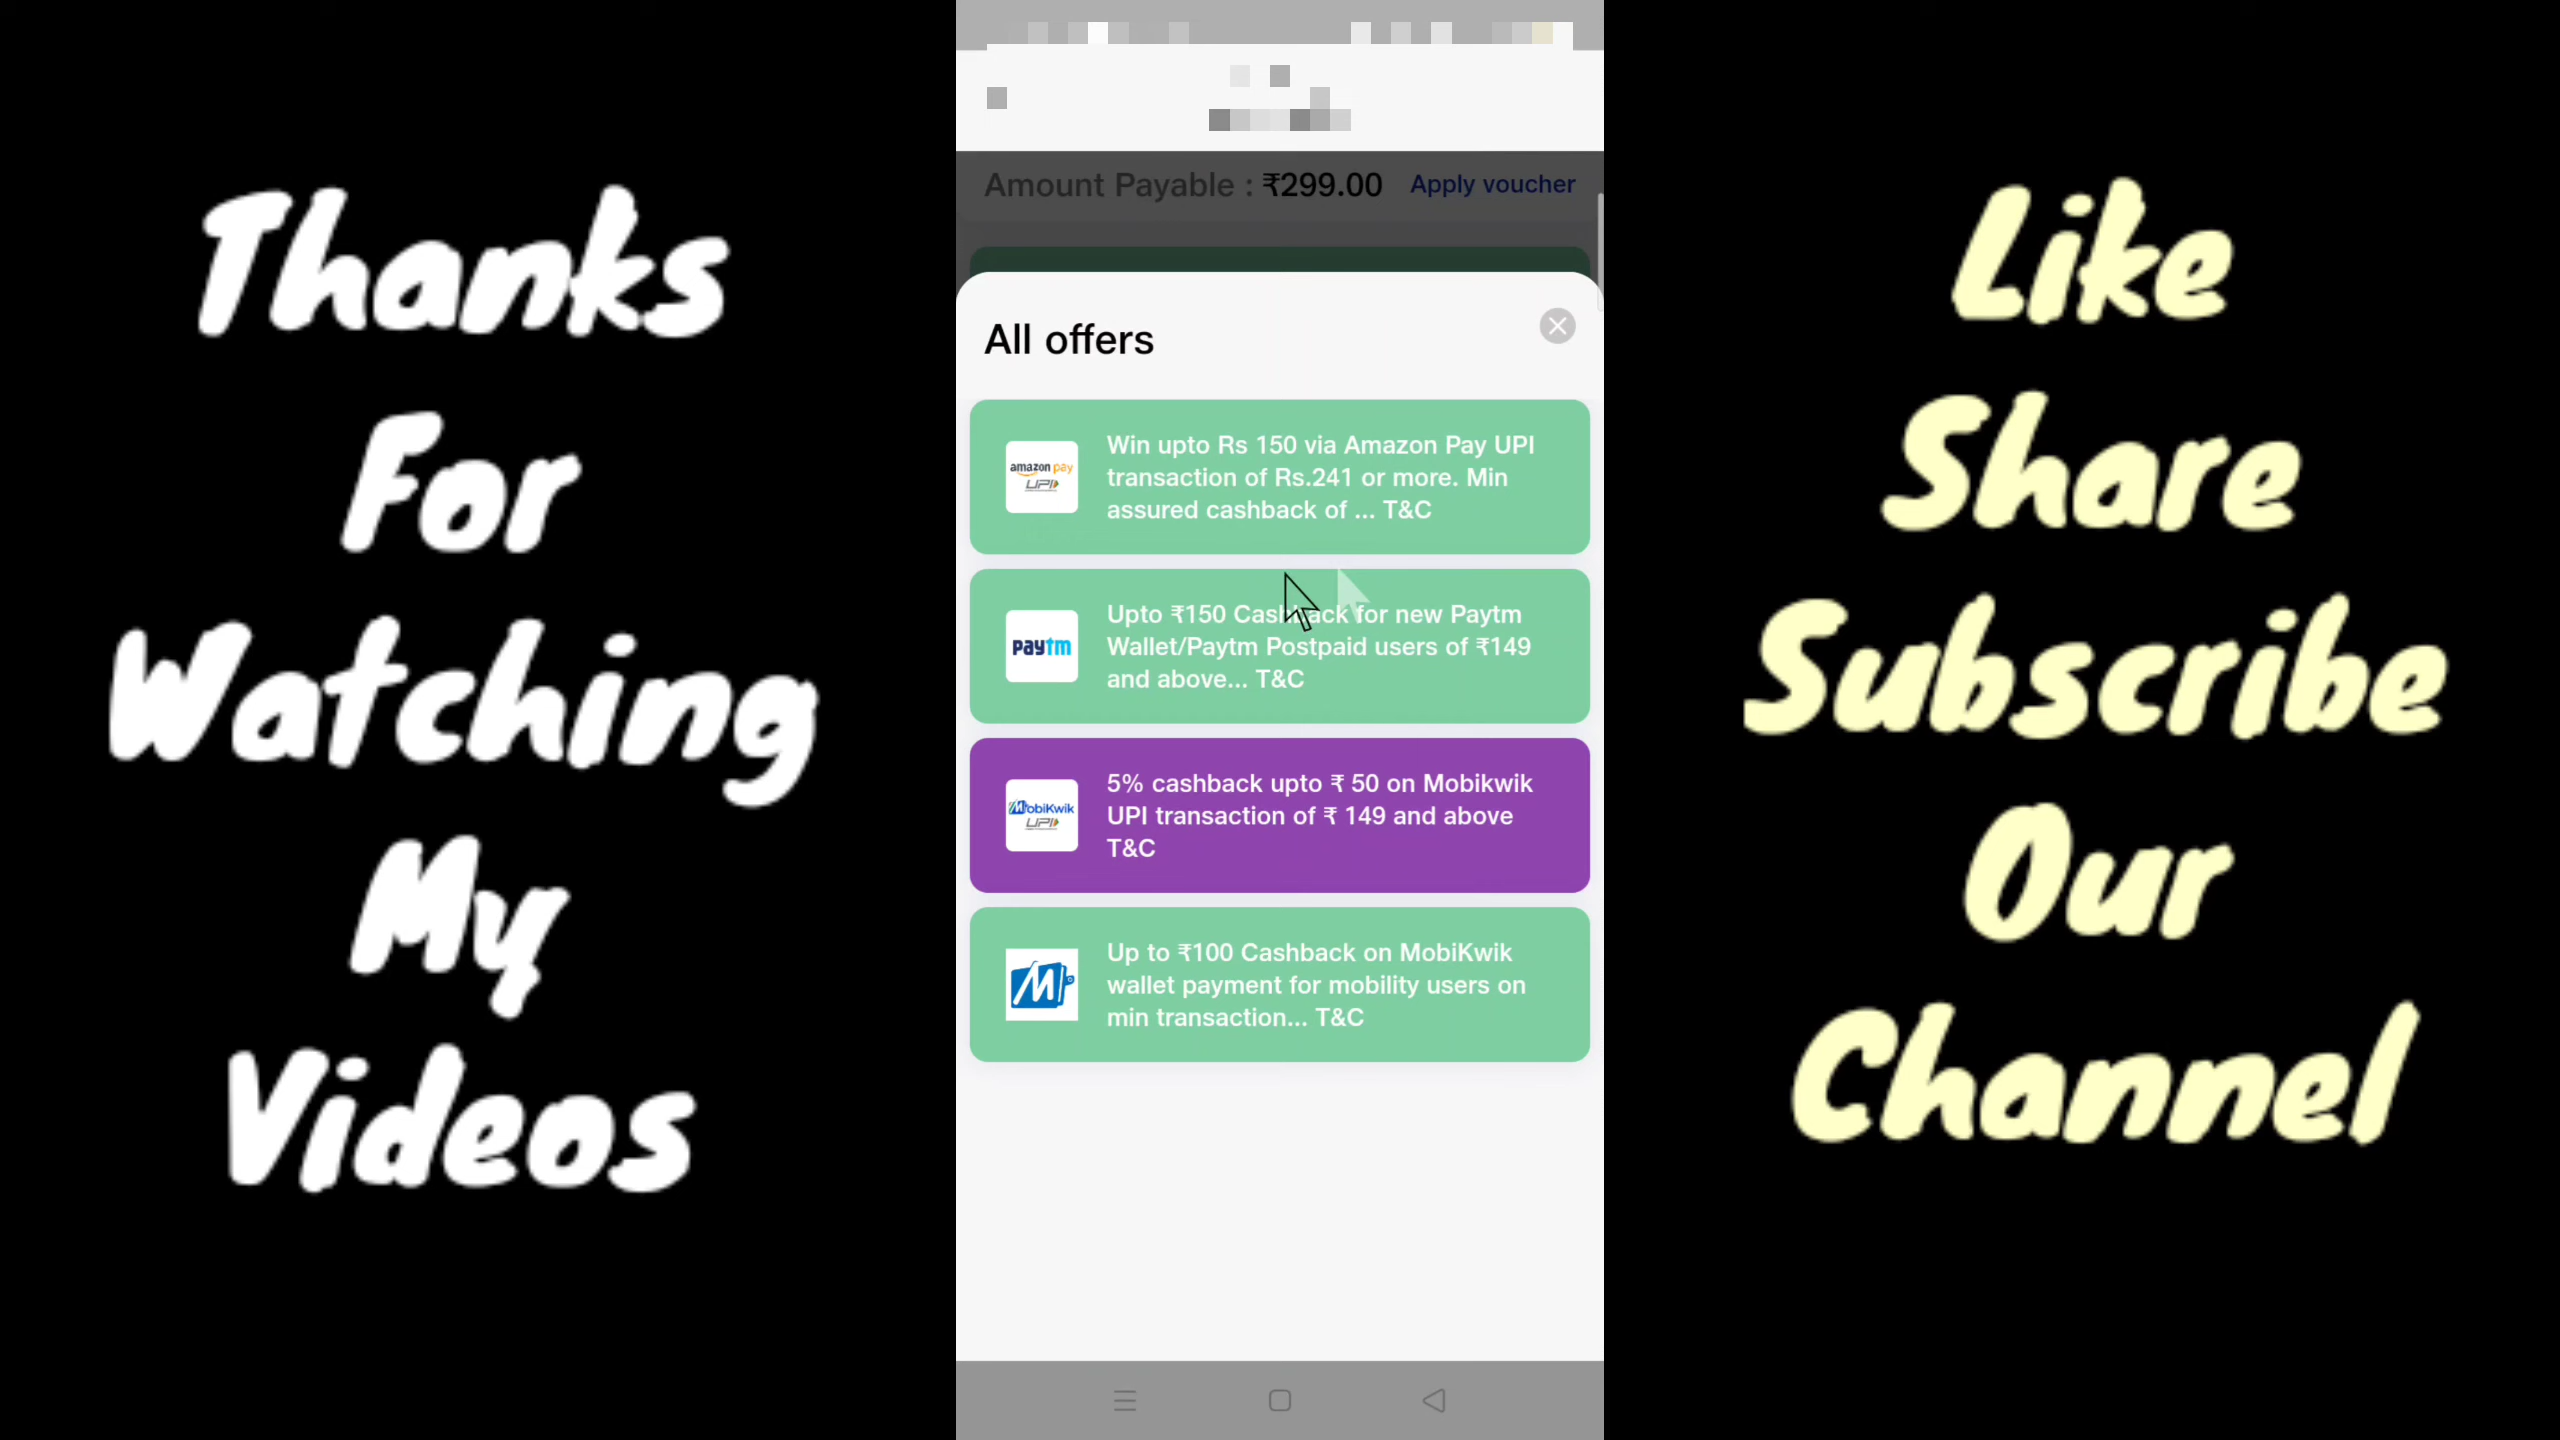 Thanks
For
Watching
My
Videos
Amount Payable : ₹299.00 Apply voucher
All offers
amazon pay
UPI
Win upto Rs 150 via Amazon Pay UPI
transaction of Rs.241 or more. Min
assured cashback of ... T&C
paytm
Upto ₹150 Cashback for new Paytm
Wallet/Paytm Postpaid users of ₹149
and above... T&C
MobiKwik
UPI
5% cashback upto ₹ 50 on Mobikwik
UPI transaction of ₹ 149 and above
T&C
M
Up to ₹100 Cashback on MobiKwik
wallet payment for mobility users on
min transaction... T&C
Like
Share
Subscribe
Our
Channel